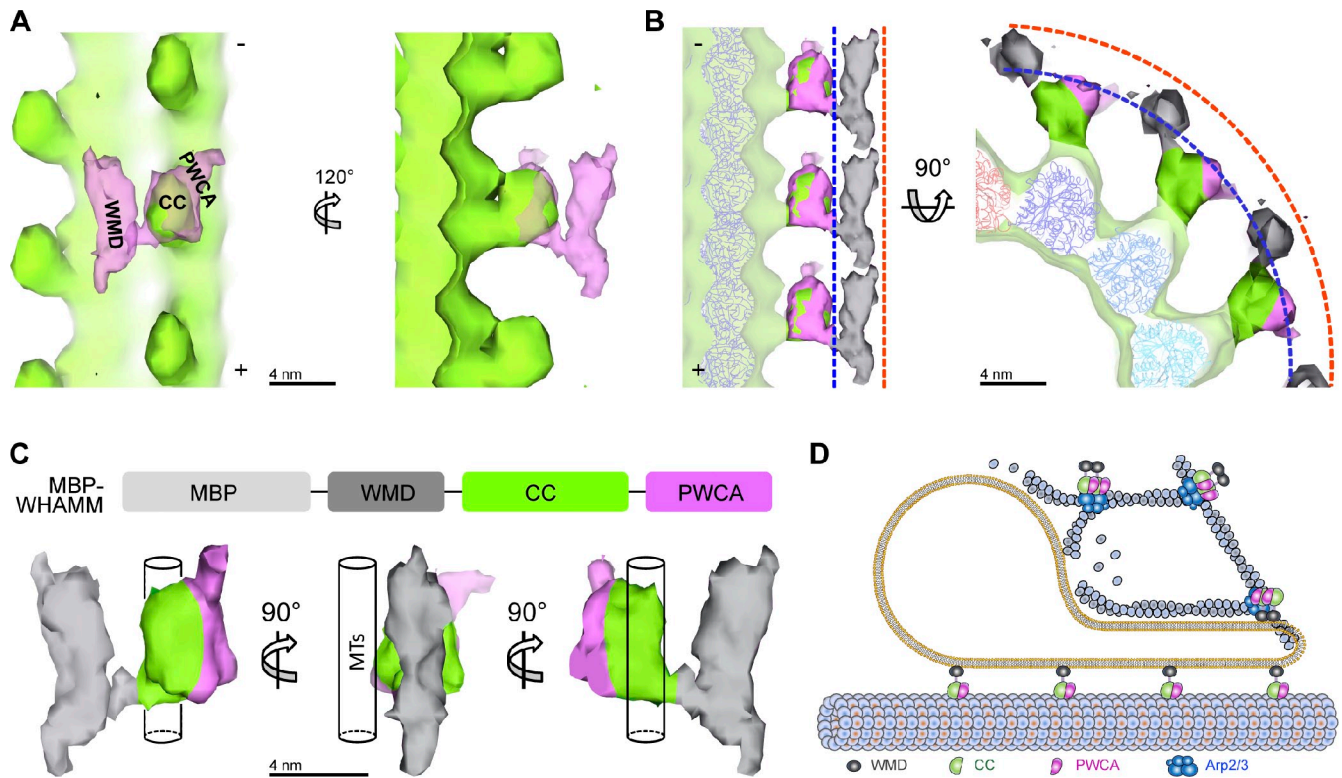 A
-
WMD
CC
PWCA
+
4 nm
120°
B
-
+
90°
4 nm
C
MBP-
WHAMM
MBP
WMD
CC
PWCA
90°
MTs
90°
4 nm
D
WMD
CC
PWCA
Arp2/3